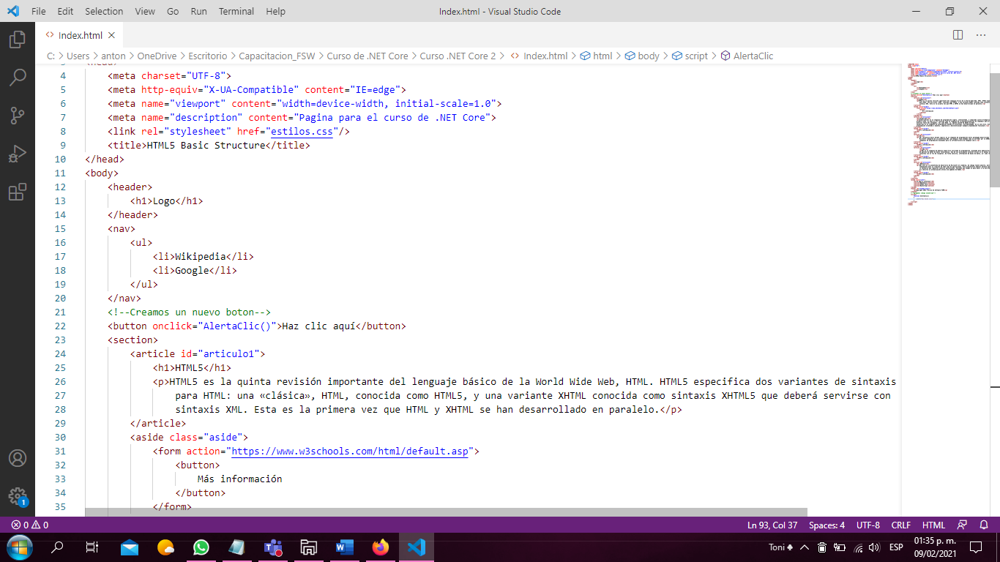 File Edit Selection View Go Run Terminal Help
Index.html - Visual Studio Code
Index.html
C: > Users > anton > OneDrive > Escritorio > Capacitacion_FSW > Curso de .NET Core > Curso .NET Core 2 > Index.html > html > body > script > AlertaClic
3 <head>
4 <meta charset="UTF-8">
5 <meta http-equiv="X-UA-Compatible" content="IE=edge">
6 <meta name="viewport" content="width=device-width, initial-scale=1.0">
7 <meta name="description" content="Pagina para el curso de .NET Core">
8 <link rel="stylesheet" href="estilos.css"/>
9 <title>HTML5 Basic Structure</title>
10 </head>
11 <body>
12 <header>
13 <h1>Logo</h1>
14 </header>
15 <nav>
16 <ul>
17 <li>Wikipedia</li>
18 <li>Google</li>
19 </ul>
20 </nav>
21 <!--Creamos un nuevo boton-->
22 <button onclick="AlertaClic()">Haz clic aquí</button>
23 <section>
24 <article id="articulo1">
25 <h1>HTML5</h1>
26 <p>HTML5 es la quinta revisión importante del lenguaje básico de la World Wide Web, HTML. HTML5 especifica dos variantes de sintaxis
27 para HTML: una «clásica», HTML, conocida como HTML5, y una variante XHTML conocida como sintaxis XHTML5 que deberá servirse con
28 sintaxis XML. Esta es la primera vez que HTML y XHTML se han desarrollado en paralelo.</p>
29 </article>
30 <aside class="aside">
31 <form action="https://www.w3schools.com/html/default.asp">
32 <button>
33 Más información
34 </button>
35 </form>
1
0 0
Ln 93, Col 37 Spaces: 4 UTF-8 CRLF HTML
Toni ESP
01:35 p. m.
09/02/2021